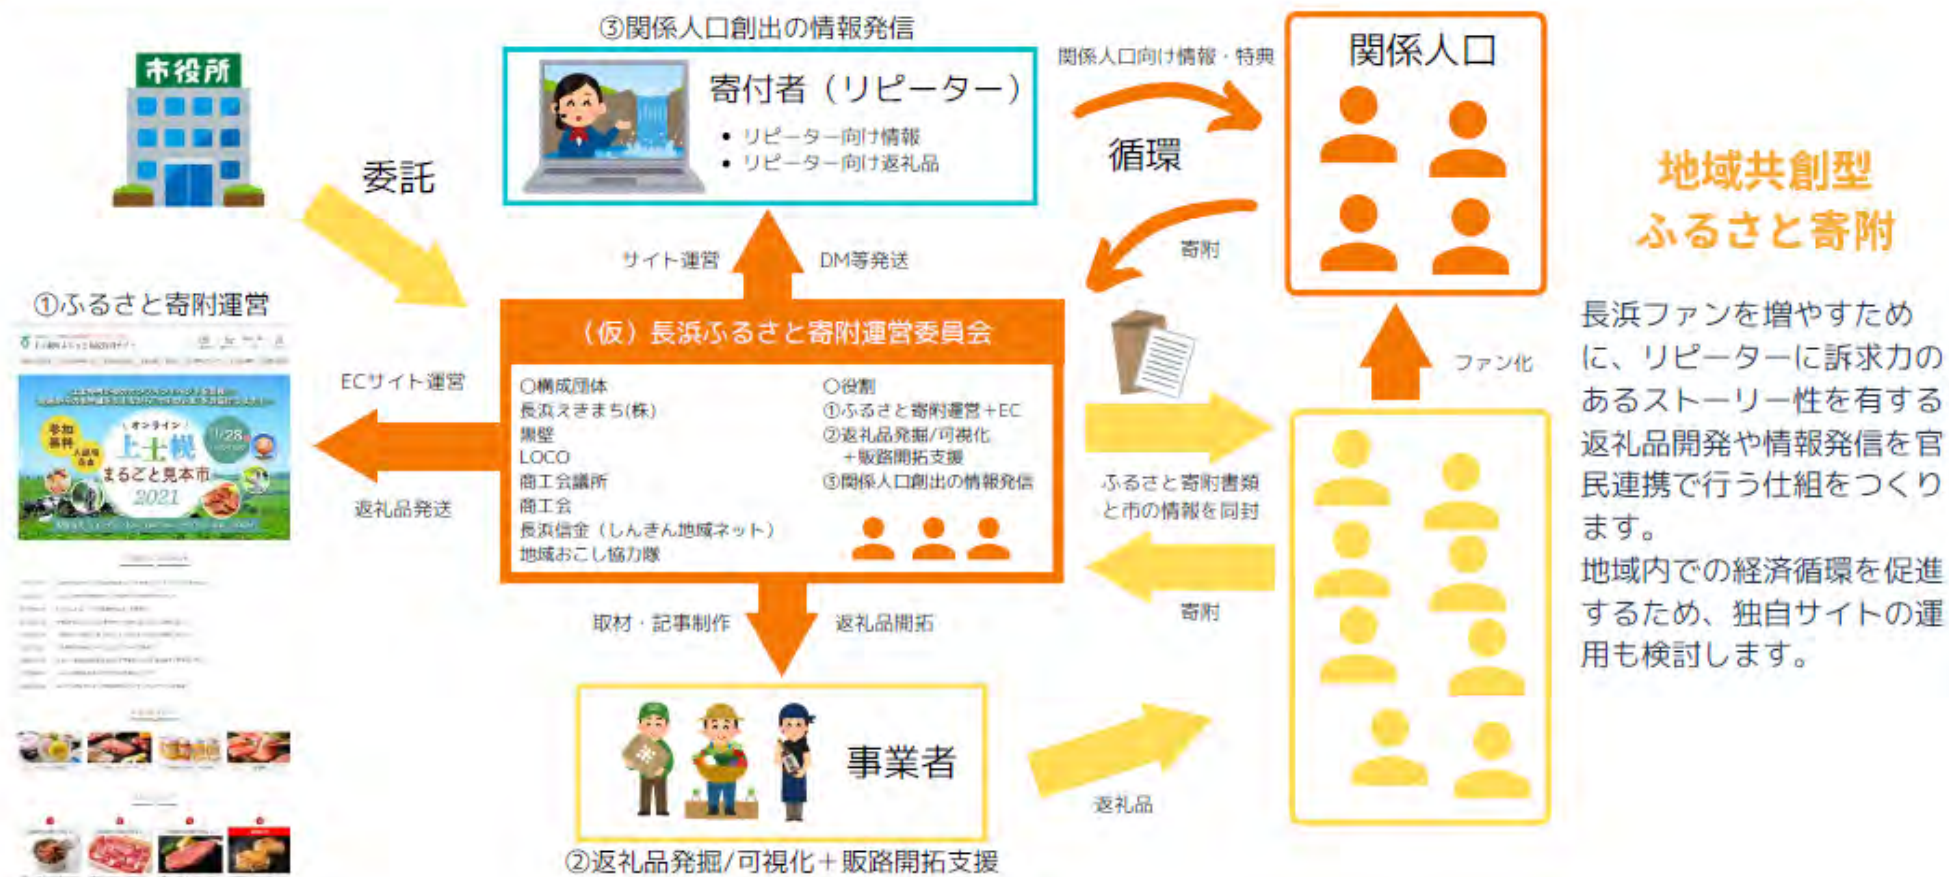 ③関係人口創出の情報発信
市役所
寄付者（リピーター）
• リピーター向け情報
• リピーター向け返礼品
関係人口向け情報・特典
関係人口
循環
委託
寄附
サイト運営
DM等発送
地域共創型
ふるさと寄附
①ふるさと寄附運営
オンライン
上士幌
まるごと見本市
2021
参加
無料
ECサイト運営
返礼品発送
（仮）長浜ふるさと寄附運営委員会
〇構成団体
長浜えきまち(株)
黒壁
LOCO
商工会議所
商工会
長浜信金（しんきん地域ネット）
地域おこし協力隊
〇役割
①ふるさと寄附運営＋EC
②返礼品発掘/可視化
＋販路開拓支援
③関係人口創出の情報発信
ファン化
ふるさと寄附書類
と市の情報を同封
寄附
長浜ファンを増やすため
に、リピーターに訴求力の
あるストーリー性を有する
返礼品開発や情報発信を官
民連携で行う仕組をつくり
ます。
地域内での経済循環を促進
するため、独自サイトの運
用も検討します。
取材・記事制作
返礼品開拓
事業者
返礼品
②返礼品発掘/可視化＋販路開拓支援